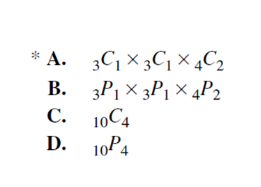 * A. ₃C₁ × ₃C₁ × ₄C₂
B. ₃P₁ × ₃P₁ × ₄P₂
C. ₁₀C₄
D. ₁₀P₄